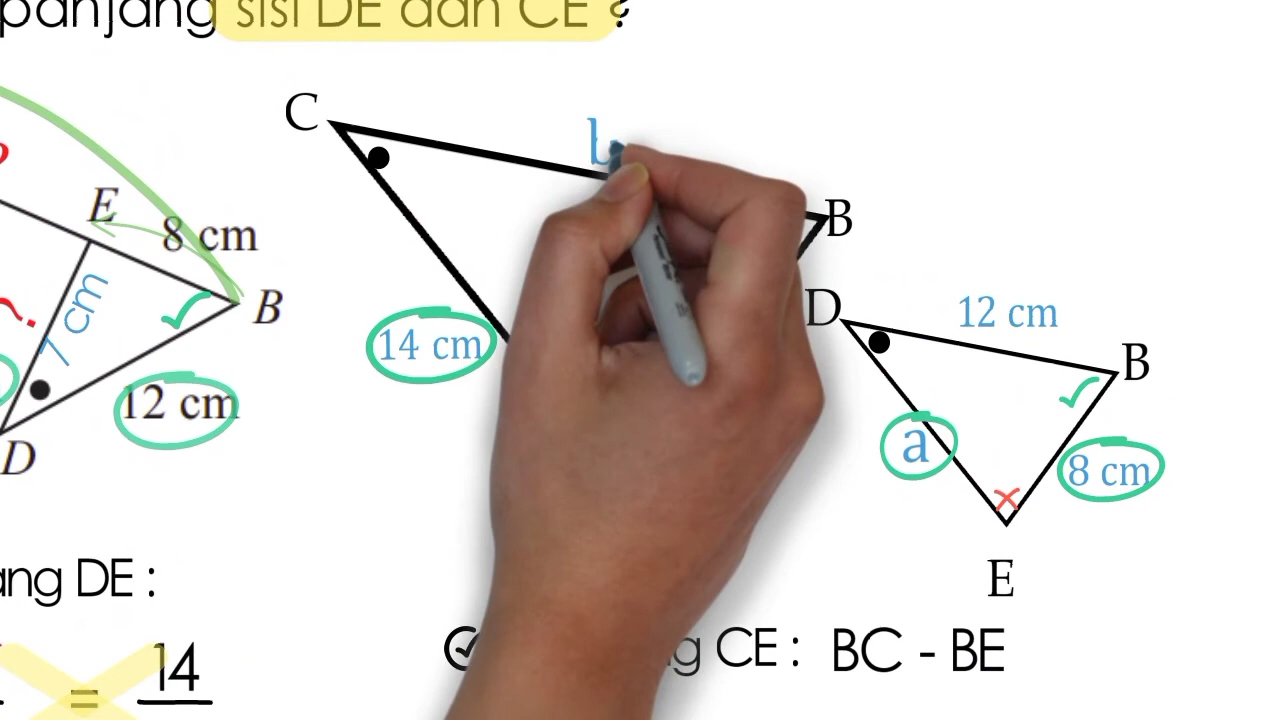 panjang sisi DE dan CE ?
C
b
B
E
8 cm
B
?
7 cm
12 cm
D
14 cm
D
12 cm
B
a
8 cm
E
ang DE :
= 14
CE : BC - BE